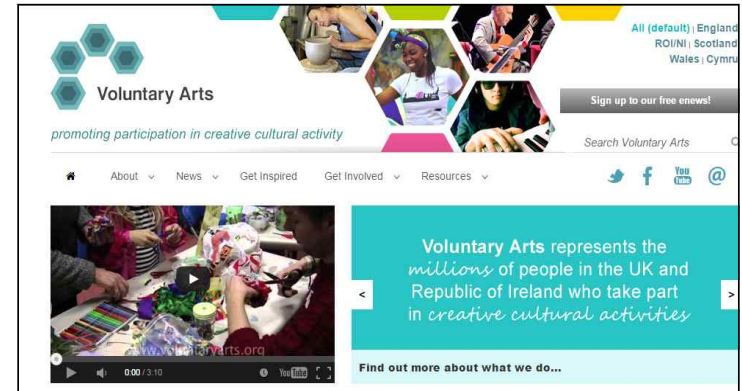 All (default) | England
ROI/NI | Scotland
Wales | Cymru
Voluntary Arts
Sign up to our free enews!
promoting participation in creative cultural activity
Search Voluntary Arts
About
News
Get Inspired
Get Involved
Resources
You Tube
@
Voluntary Arts represents the
millions of people in the UK and
Republic of Ireland who take part
in creative cultural activities
< >
www.voluntaryarts.org
0:00 / 3:10
YouTube
Find out more about what we do...